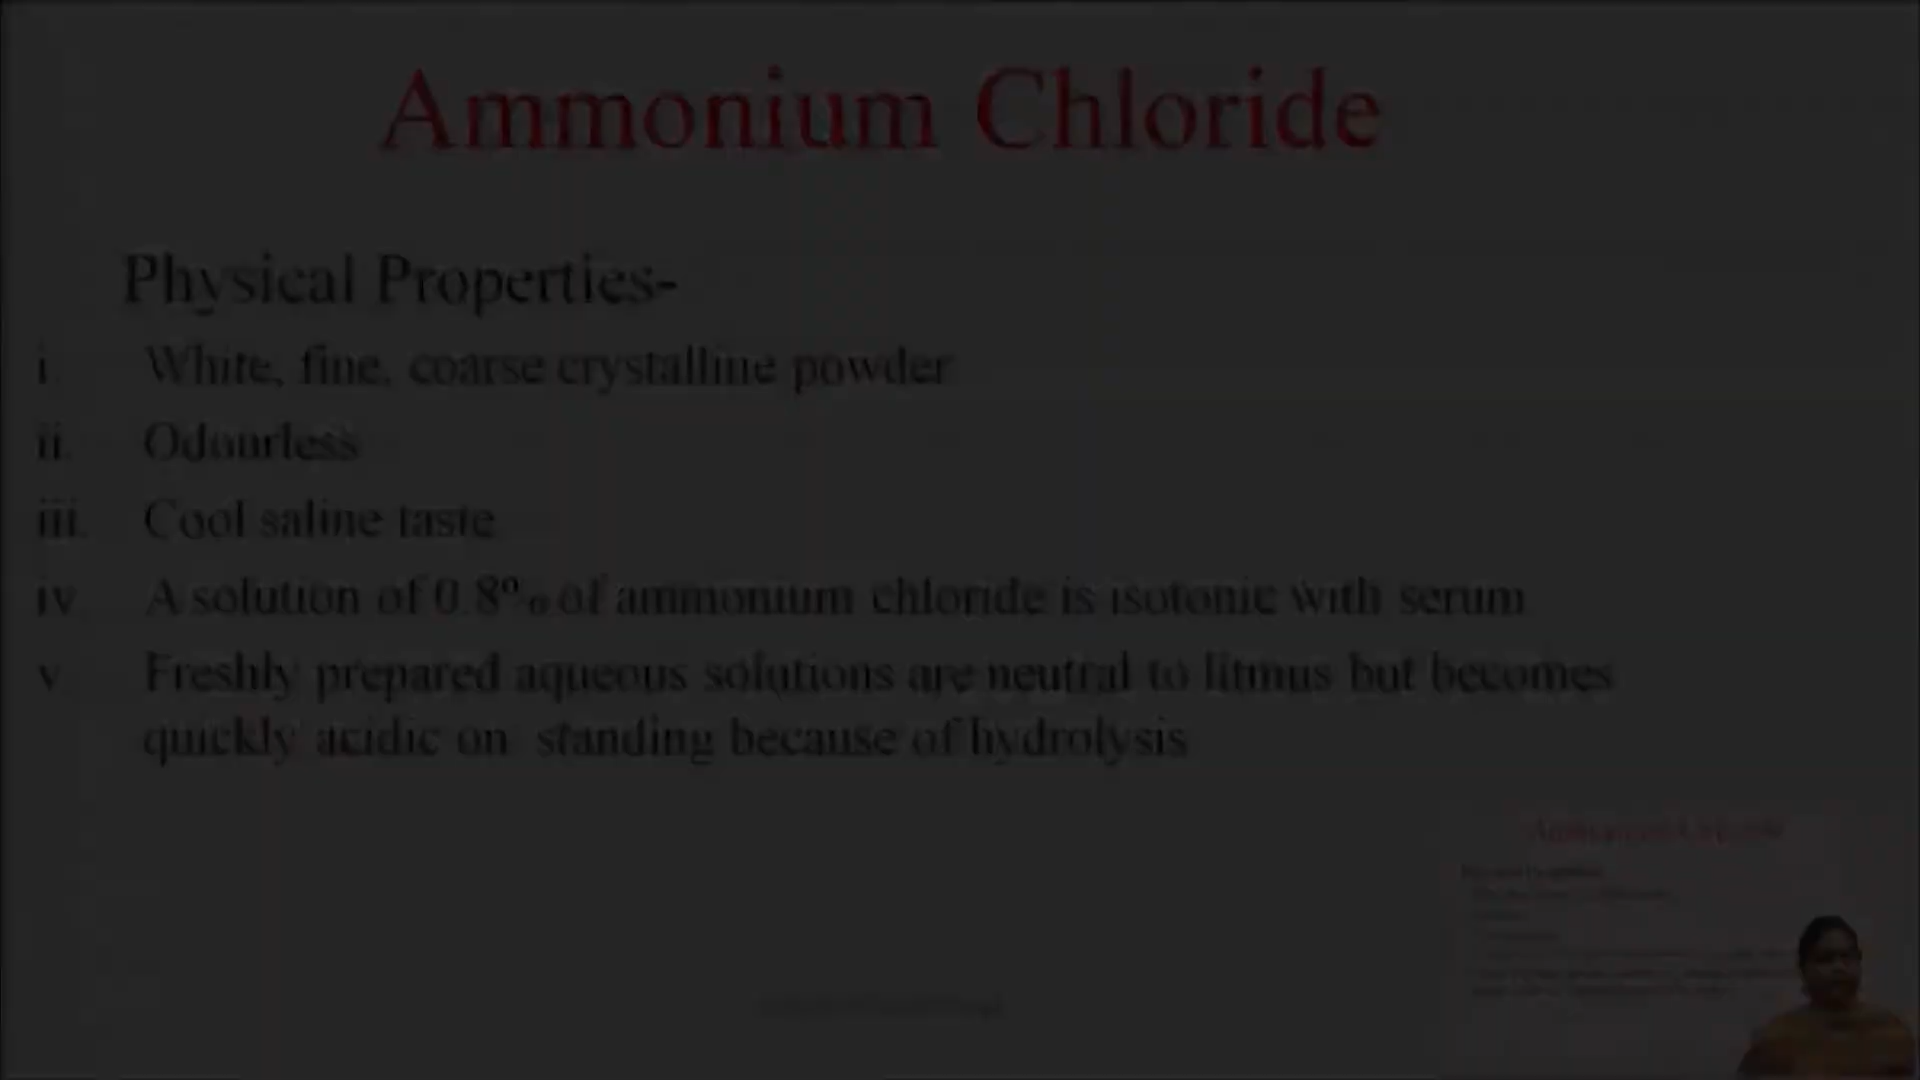 Ammonium Chloride
Physical Properties-
i. White, fine, coarse crystalline powder
ii. Odourless
iii. Cool saline taste
iv. A solution of 0.8% of ammonium chloride is isotonic with serum
v. Freshly prepared aqueous solutions are neutral to litmus but becomes
quickly acidic on standing because of hydrolysis